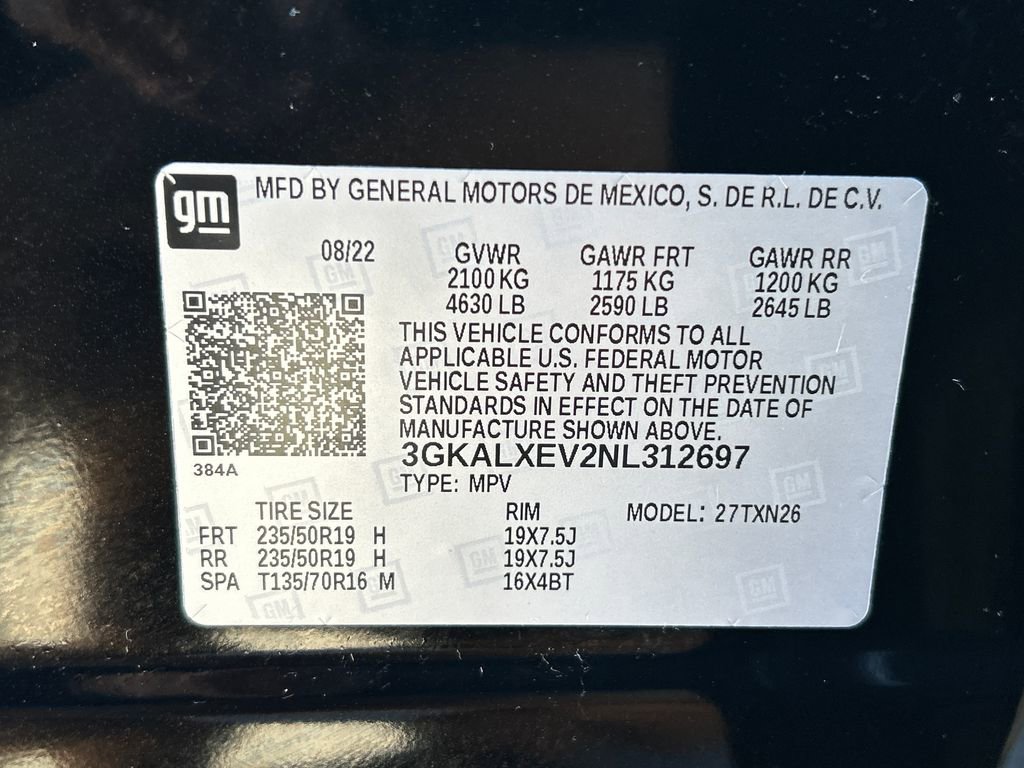 gm
MFD BY GENERAL MOTORS DE MEXICO, S. DE R.L. DE C.V.
08/22 GVWR GAWR FRT GAWR RR
2100 KG 1175 KG 1200 KG
4630 LB 2590 LB 2645 LB
THIS VEHICLE CONFORMS TO ALL
APPLICABLE U.S. FEDERAL MOTOR
VEHICLE SAFETY AND THEFT PREVENTION
STANDARDS IN EFFECT ON THE DATE OF
MANUFACTURE SHOWN ABOVE.
3GKALXEV2NL312697
384A
TYPE: MPV
TIRE SIZE RIM MODEL: 27TXN26
FRT 235/50R19 H 19X7.5J
RR 235/50R19 H 19X7.5J
SPA T135/70R16 M 16X4BT